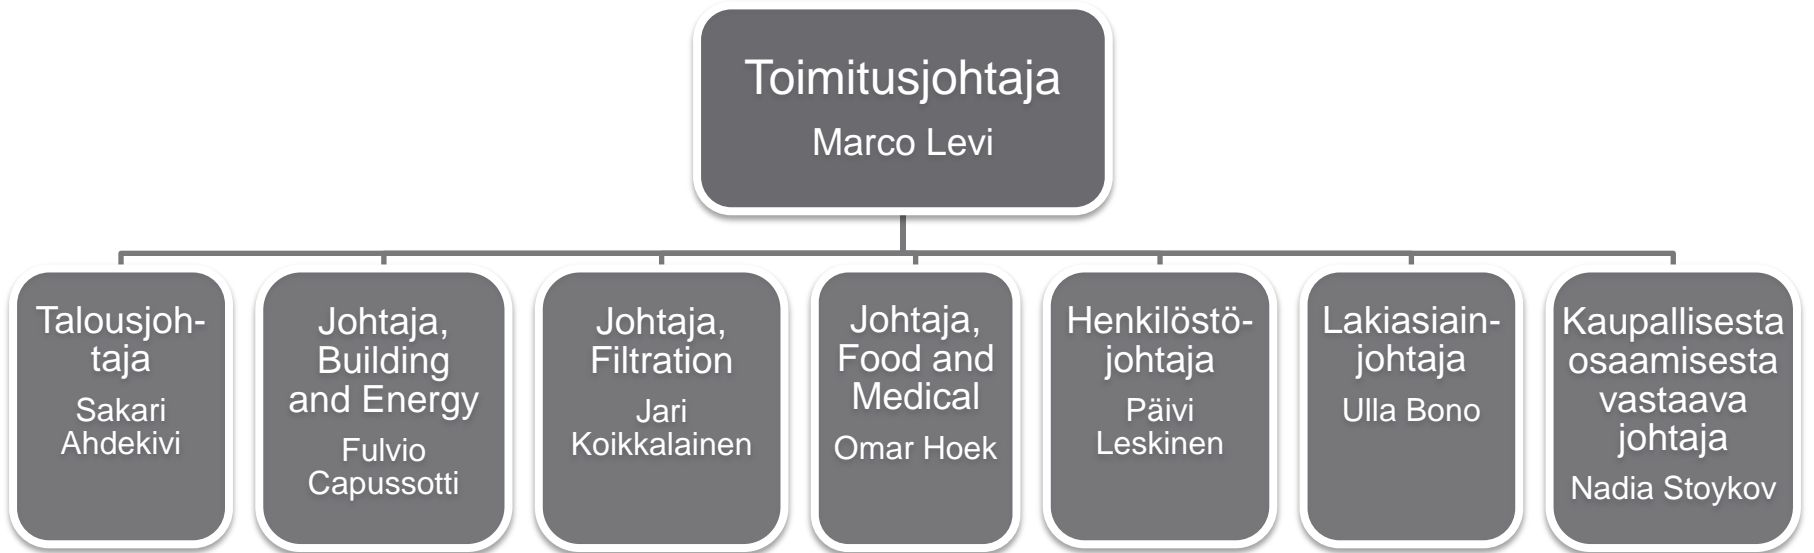 Toimitusjohtaja
Marco Levi
Talousjoh-
taja
Sakari
Ahdekivi
Johtaja,
Building
and Energy
Fulvio
Capussotti
Johtaja,
Filtration
Jari
Koikkalainen
Johtaja,
Food and
Medical
Omar Hoek
Henkilöstö-
johtaja
Päivi
Leskinen
Lakiasiain-
johtaja
Ulla Bono
Kaupallisesta
osaamisesta
vastaava
johtaja
Nadia Stoykov